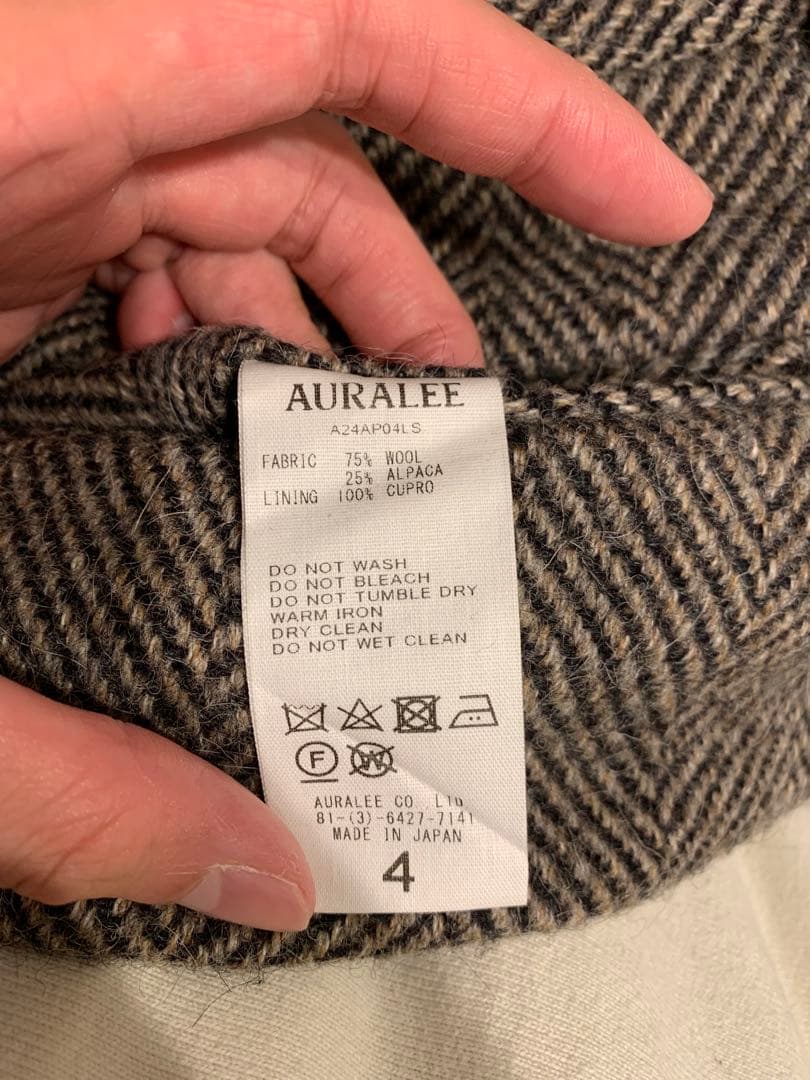 AURALEE
A24AP04LS
FABRIC 75% WOOL
25% ALPACA
LINING 100% CUPRO
DO NOT WASH
DO NOT BLEACH
DO NOT TUMBLE DRY
WARM IRON
DRY CLEAN
DO NOT WET CLEAN
F W
AURALEE CO. LTD
81-(3)-6427-7141
MADE IN JAPAN
4